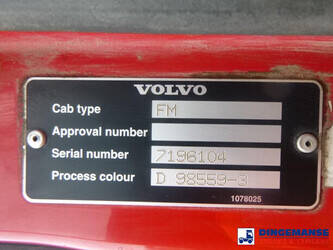 VOLVO
Cab type FM
Approval number
Serial number 7196104
Process colour D 98559-3
1078025
DINGEMANSE